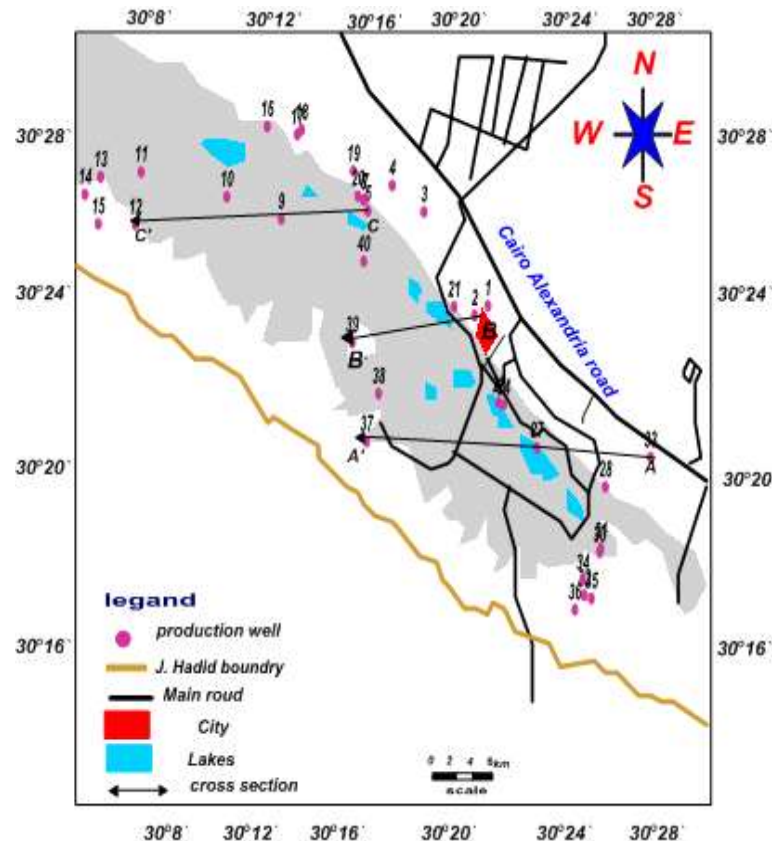 30°8` 30°12` 30°16` 30°20` 30°24` 30°28`
N
W E
S
30°28` 30°28`
16 18
19 4
13 11
14 10 3
15 12 9
C' C
40
Cairo Alexandria road
30°24` 30°24`
21 2 1
39 B
B`
38
37 27 32
A' A
30°20` 30°20`
28
34 35
36
30°16` 30°16`
legand
production well
J. Hadid boundry
Main roud
City
Lakes
cross section
0 2 4 6km
scale
30°8` 30°12` 30°16` 30°20` 30°24` 30°28`